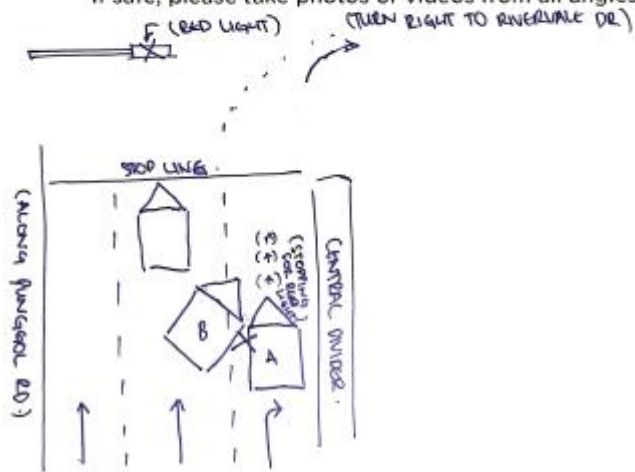 If safe, please take photos or videos from all angles
(RED LIGHT)
(TURN RIGHT TO RIVERVALE DR)
STOP LINE.
(ALONG PUNGGOL RD.)
(STOPPING
FOR RED
LIGHT)
CENTRAL DIVIDER.
B
A